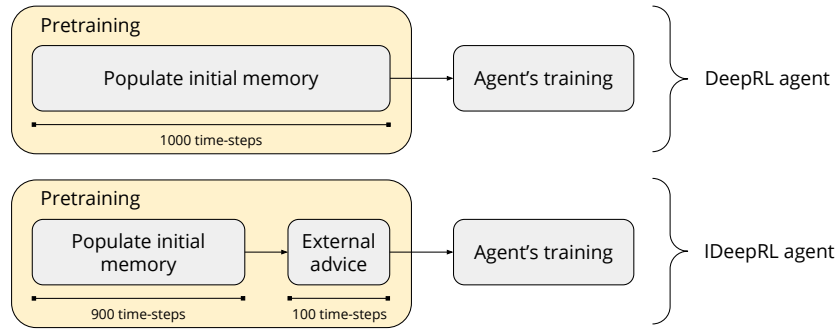 Pretraining
Populate initial memory
Agent's training
DeepRL agent
1000 time-steps
Pretraining
Populate initial
memory
External
advice
Agent's training
IDeepRL agent
900 time-steps
100 time-steps